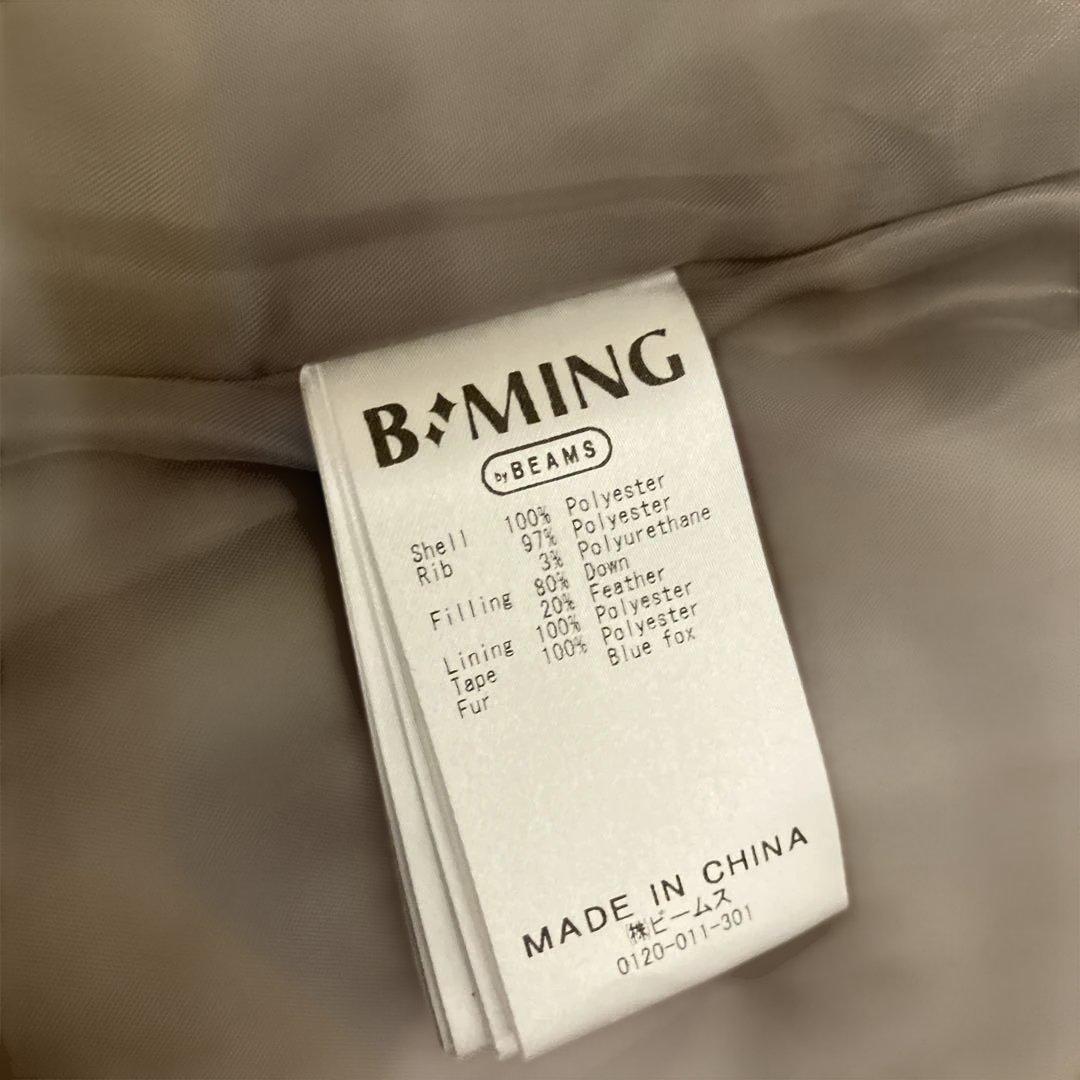 B MING
by BEAMS
Shell 100% Polyester
Rib 97% Polyester
3% Polyurethane
Filling 80% Down
20% Feather
Lining 100% Polyester
Tape 100% Polyester
Fur Blue fox
MADE IN CHINA
㈱ビームス
0120-011-301